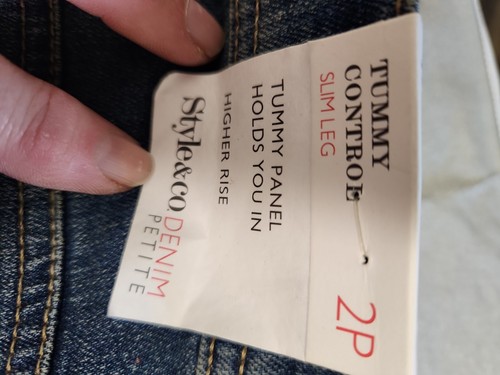 TUMMY
CONTROL
SLIM LEG
2P
TUMMY PANEL
HOLDS YOU IN
HIGHER RISE
Style&co. DENIM
PETITE